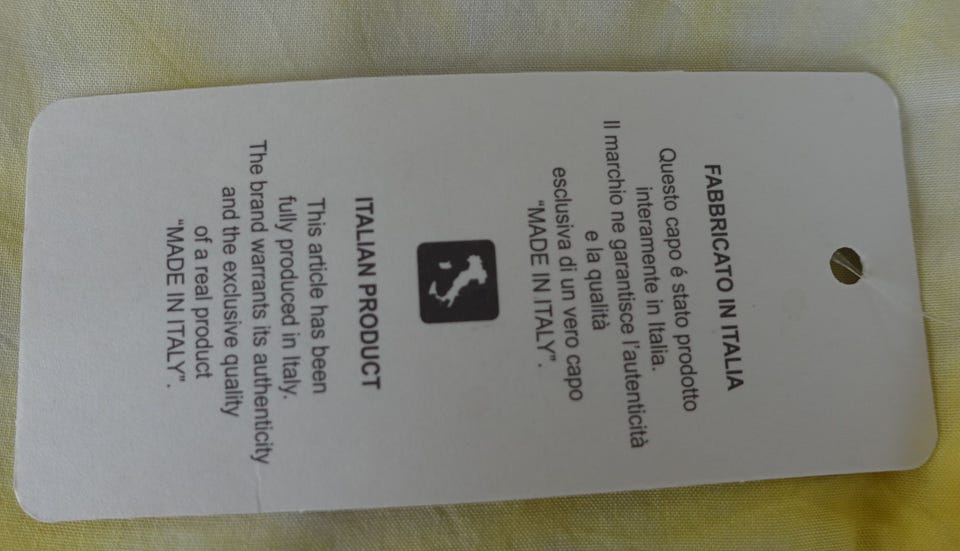 FABBRICATO IN ITALIA
Questo capo é stato prodotto
interamente in Italia.
Il marchio ne garantisce l'autenticità
e la qualità
esclusiva di un vero capo
"MADE IN ITALY".
ITALIAN PRODUCT
This article has been
fully produced in Italy.
The brand warrants its authenticity
and the exclusive quality
of a real product
"MADE IN ITALY".